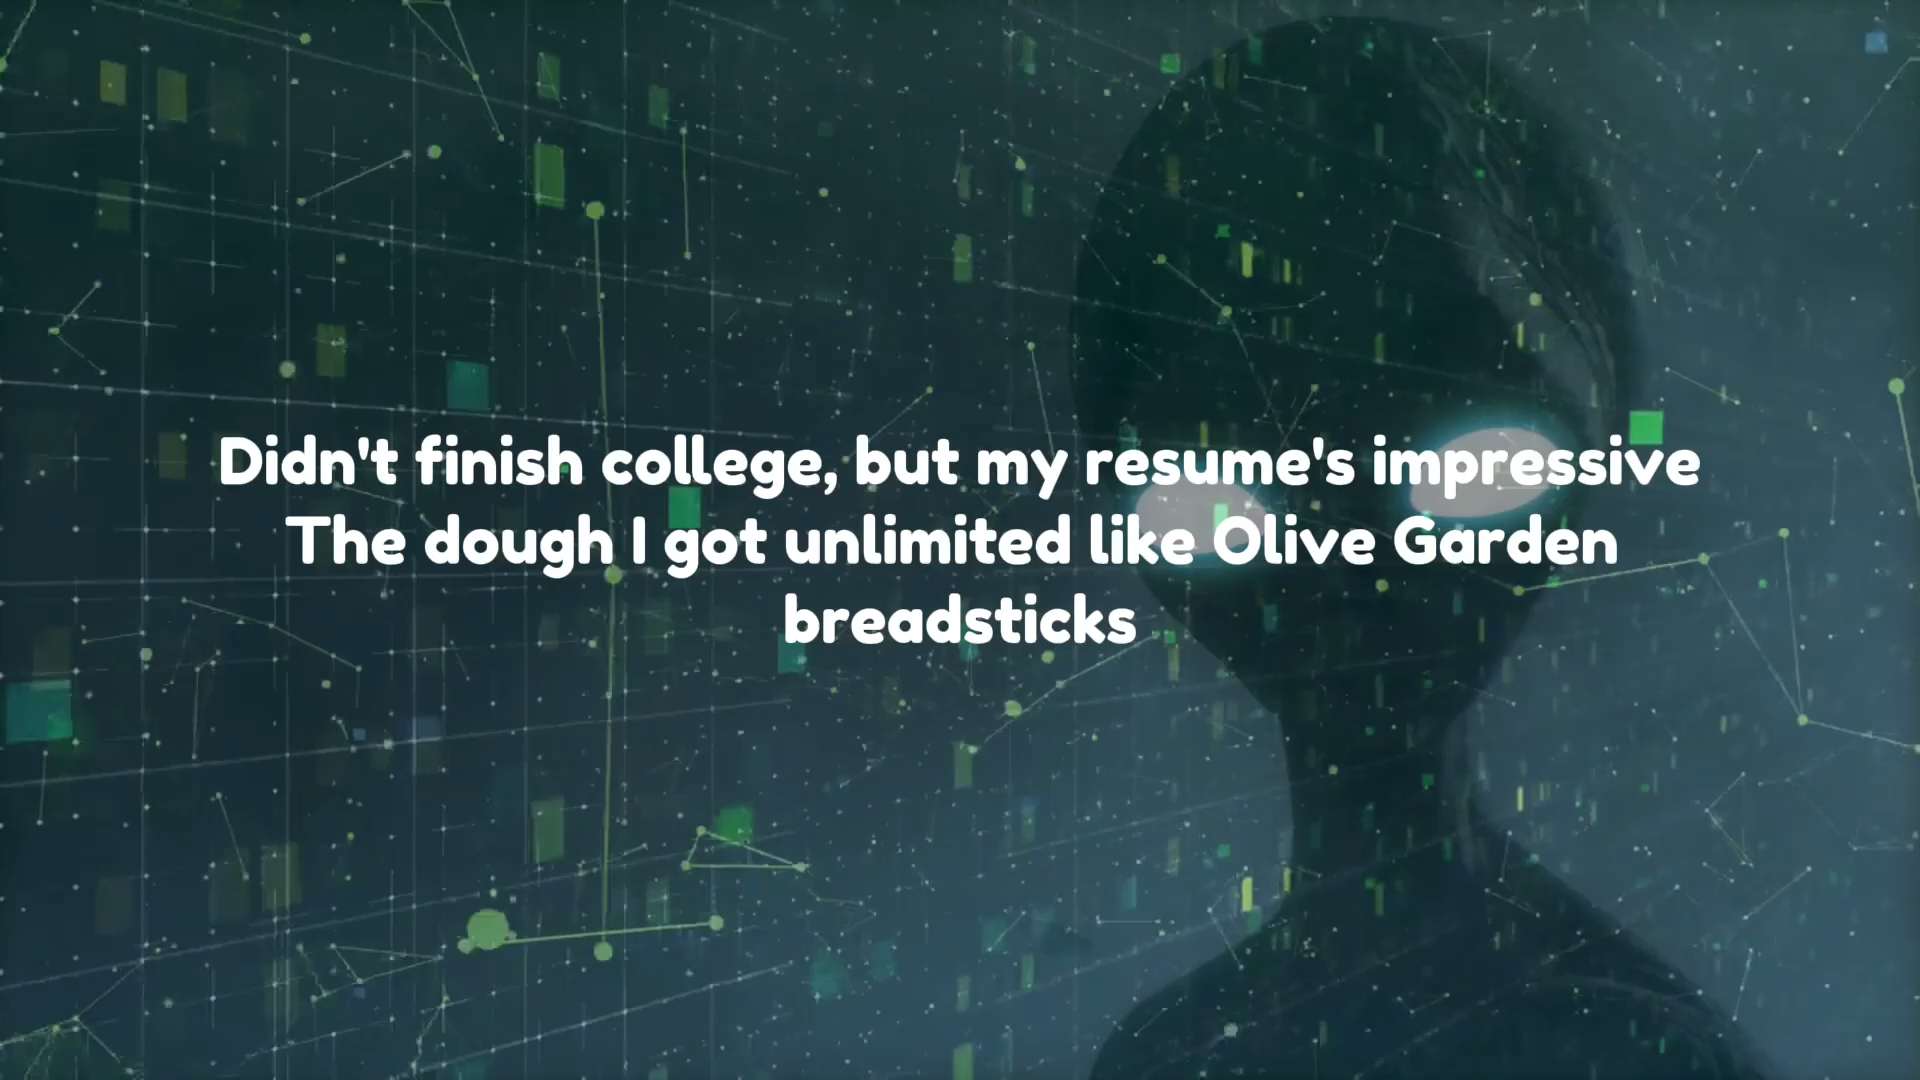 Didn't finish college, but my resume's impressive
The dough I got unlimited like Olive Garden
breadsticks